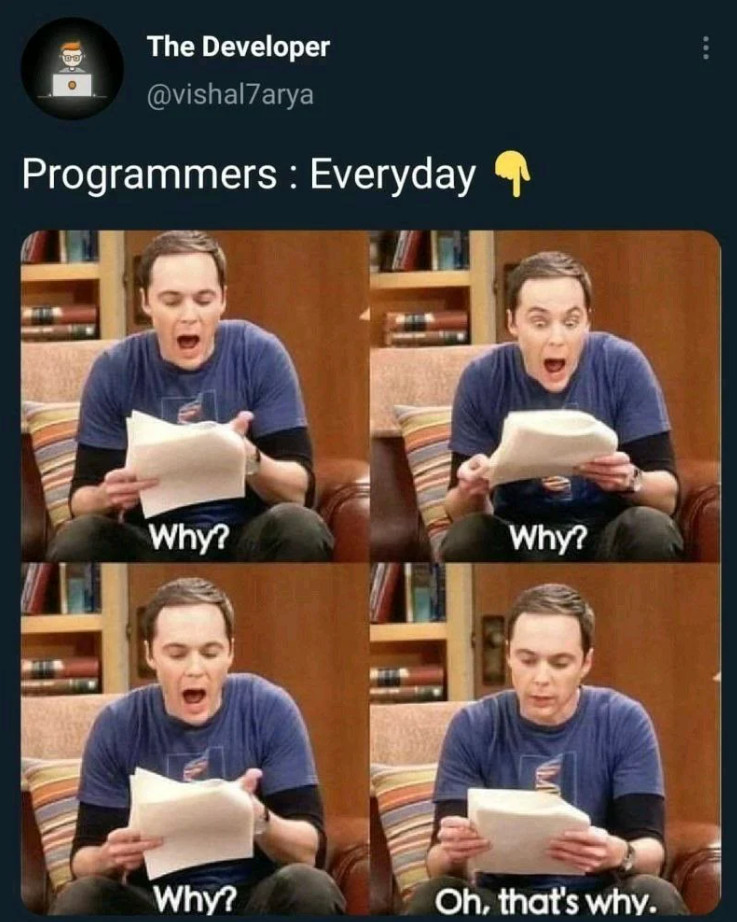 The Developer
@vishal7arya
Programmers : Everyday 👇
Why?
Why?
Why?
Oh, that's why.